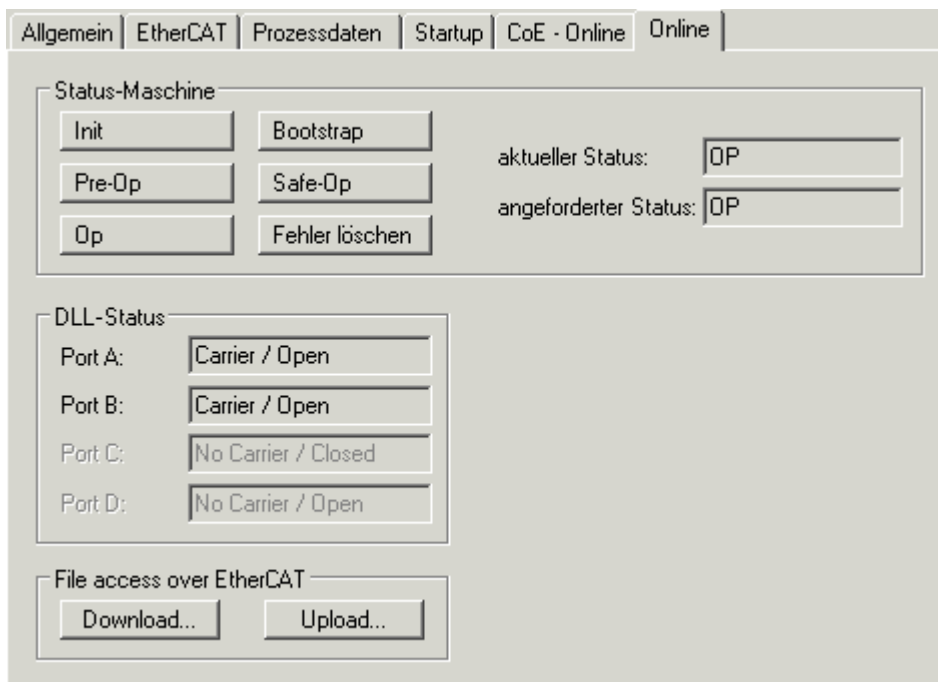 Allgemein EtherCAT Prozessdaten Startup CoE - Online Online
Status-Maschine
Init Bootstrap
aktueller Status: OP
Pre-Op Safe-Op
angeforderter Status: OP
Op Fehler löschen
DLL-Status
Port A: Carrier / Open
Port B: Carrier / Open
Port C: No Carrier / Closed
Port D: No Carrier / Open
File access over EtherCAT
Download... Upload...